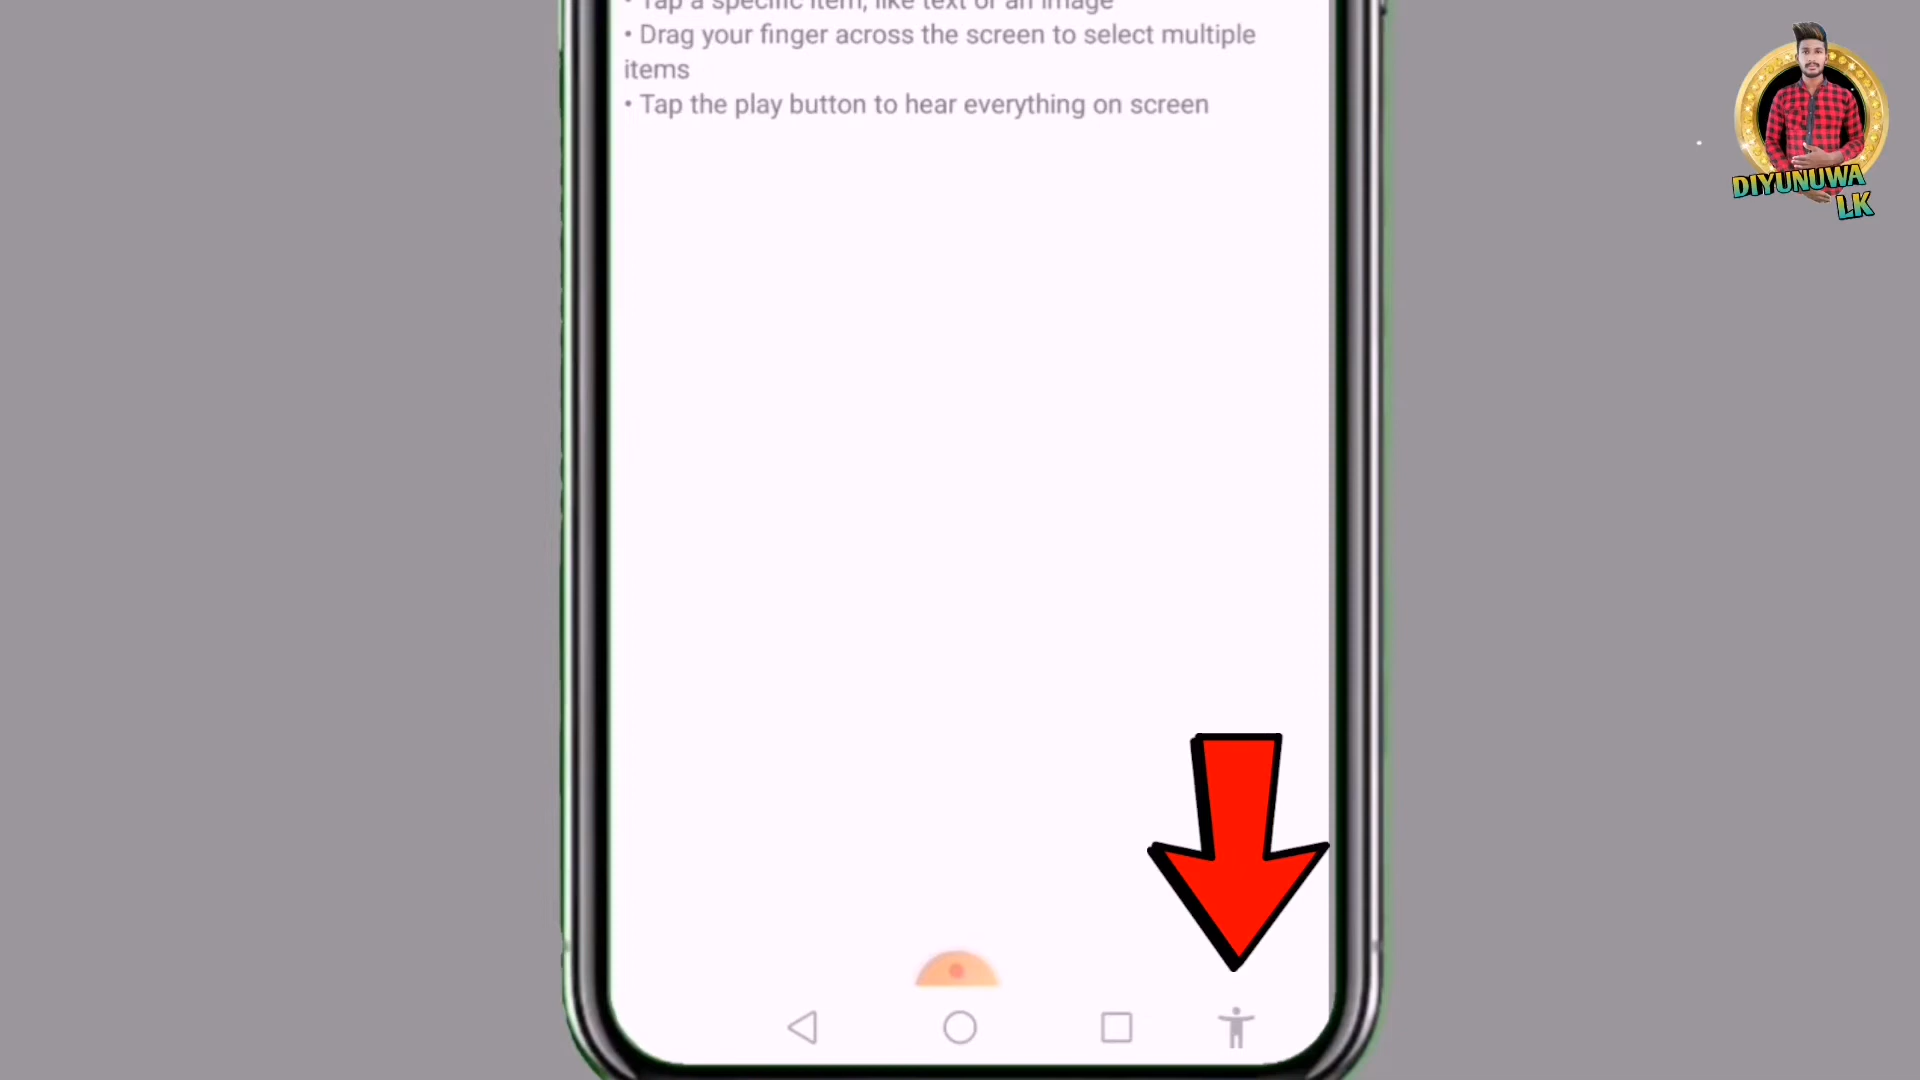 • Tap a specific item, like text or an image
• Drag your finger across the screen to select multiple
items
• Tap the play button to hear everything on screen
DIYUNUWA
LK